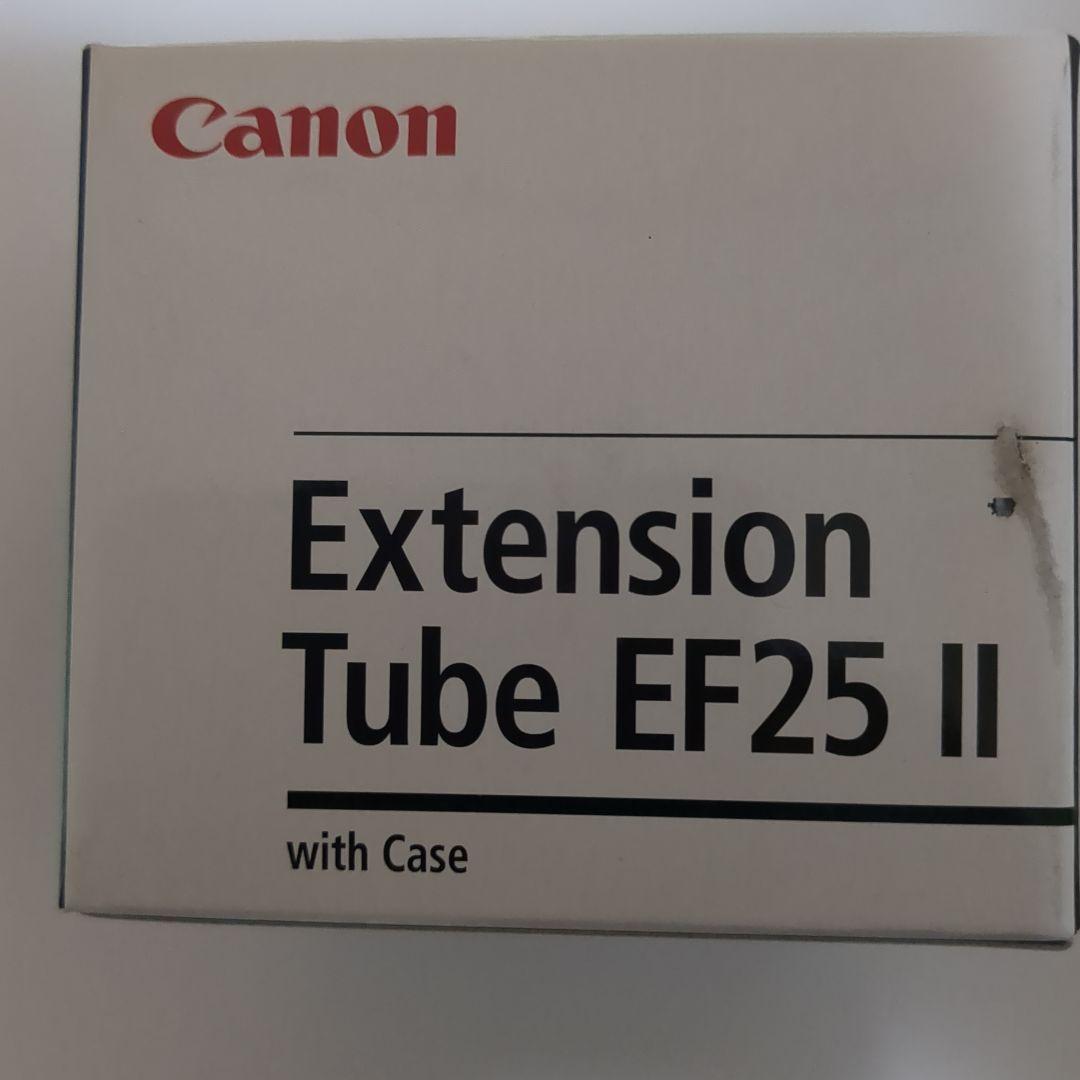 Canon
Extension
Tube EF25 II
with Case